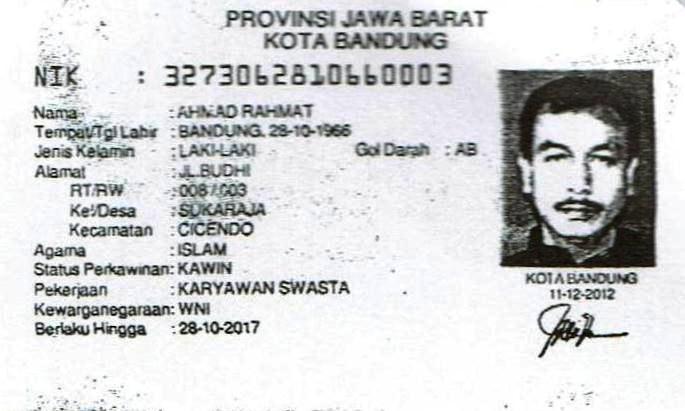 PROVINSI JAWA BARAT
KOTA BANDUNG
NIK : 3273062810660003
Nama : AHMAD RAHMAT
Tempat/Tgl Lahir : BANDUNG, 28-10-1966
Jenis Kelamin : LAKI-LAKI Gol Darah : AB
Alamat : JL.BUDHI
RT/RW : 008 / 003
Kel/Desa : SUKARAJA
Kecamatan : CICENDO
Agama : ISLAM
Status Perkawinan: KAWIN
Pekerjaan : KARYAWAN SWASTA
Kewarganegaraan: WNI
Berlaku Hingga : 28-10-2017
KOTA BANDUNG
11-12-2012